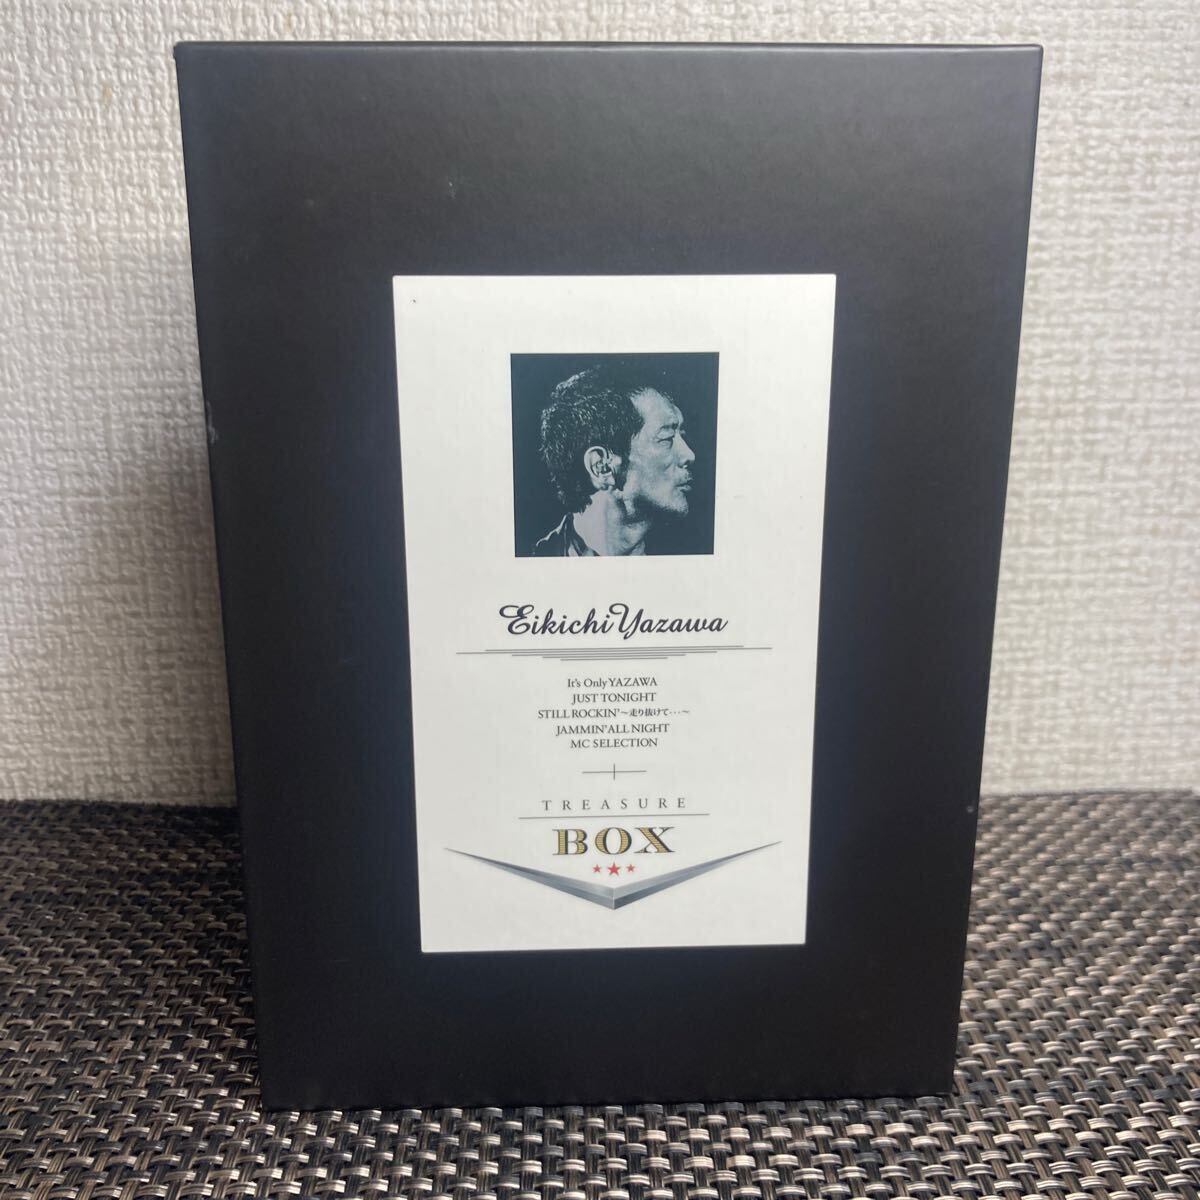 Eikichi Yazawa
It's Only YAZAWA
JUST TONIGHT
STILL ROCKIN'～走り抜けて･･･～
JAMMIN' ALL NIGHT
MC SELECTION
TREASURE
BOX